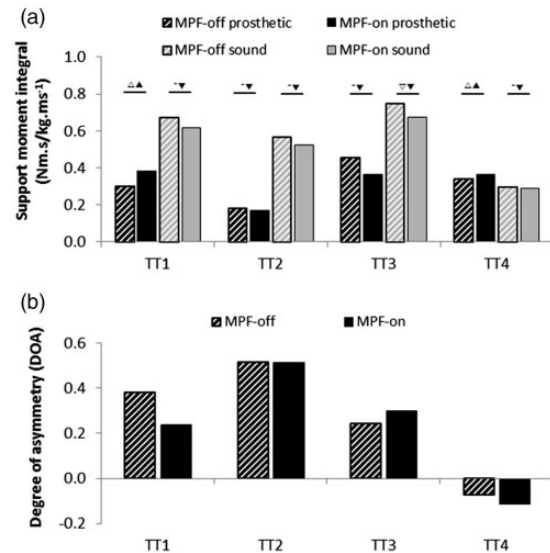 (a)
MPF-off prosthetic
MPF-on prosthetic
MPF-off sound
MPF-on sound
Support moment integral
(Nm.s/kg.ms⁻¹)
1.0
0.8
0.6
0.4
0.2
0.0
△▲
-▼
-▼
-▼
-▼
▽▼
△▲
-▼
TT1
TT2
TT3
TT4
(b)
MPF-off
MPF-on
Degree of asymmetry (DOA)
0.6
0.4
0.2
0.0
-0.2
TT1
TT2
TT3
TT4